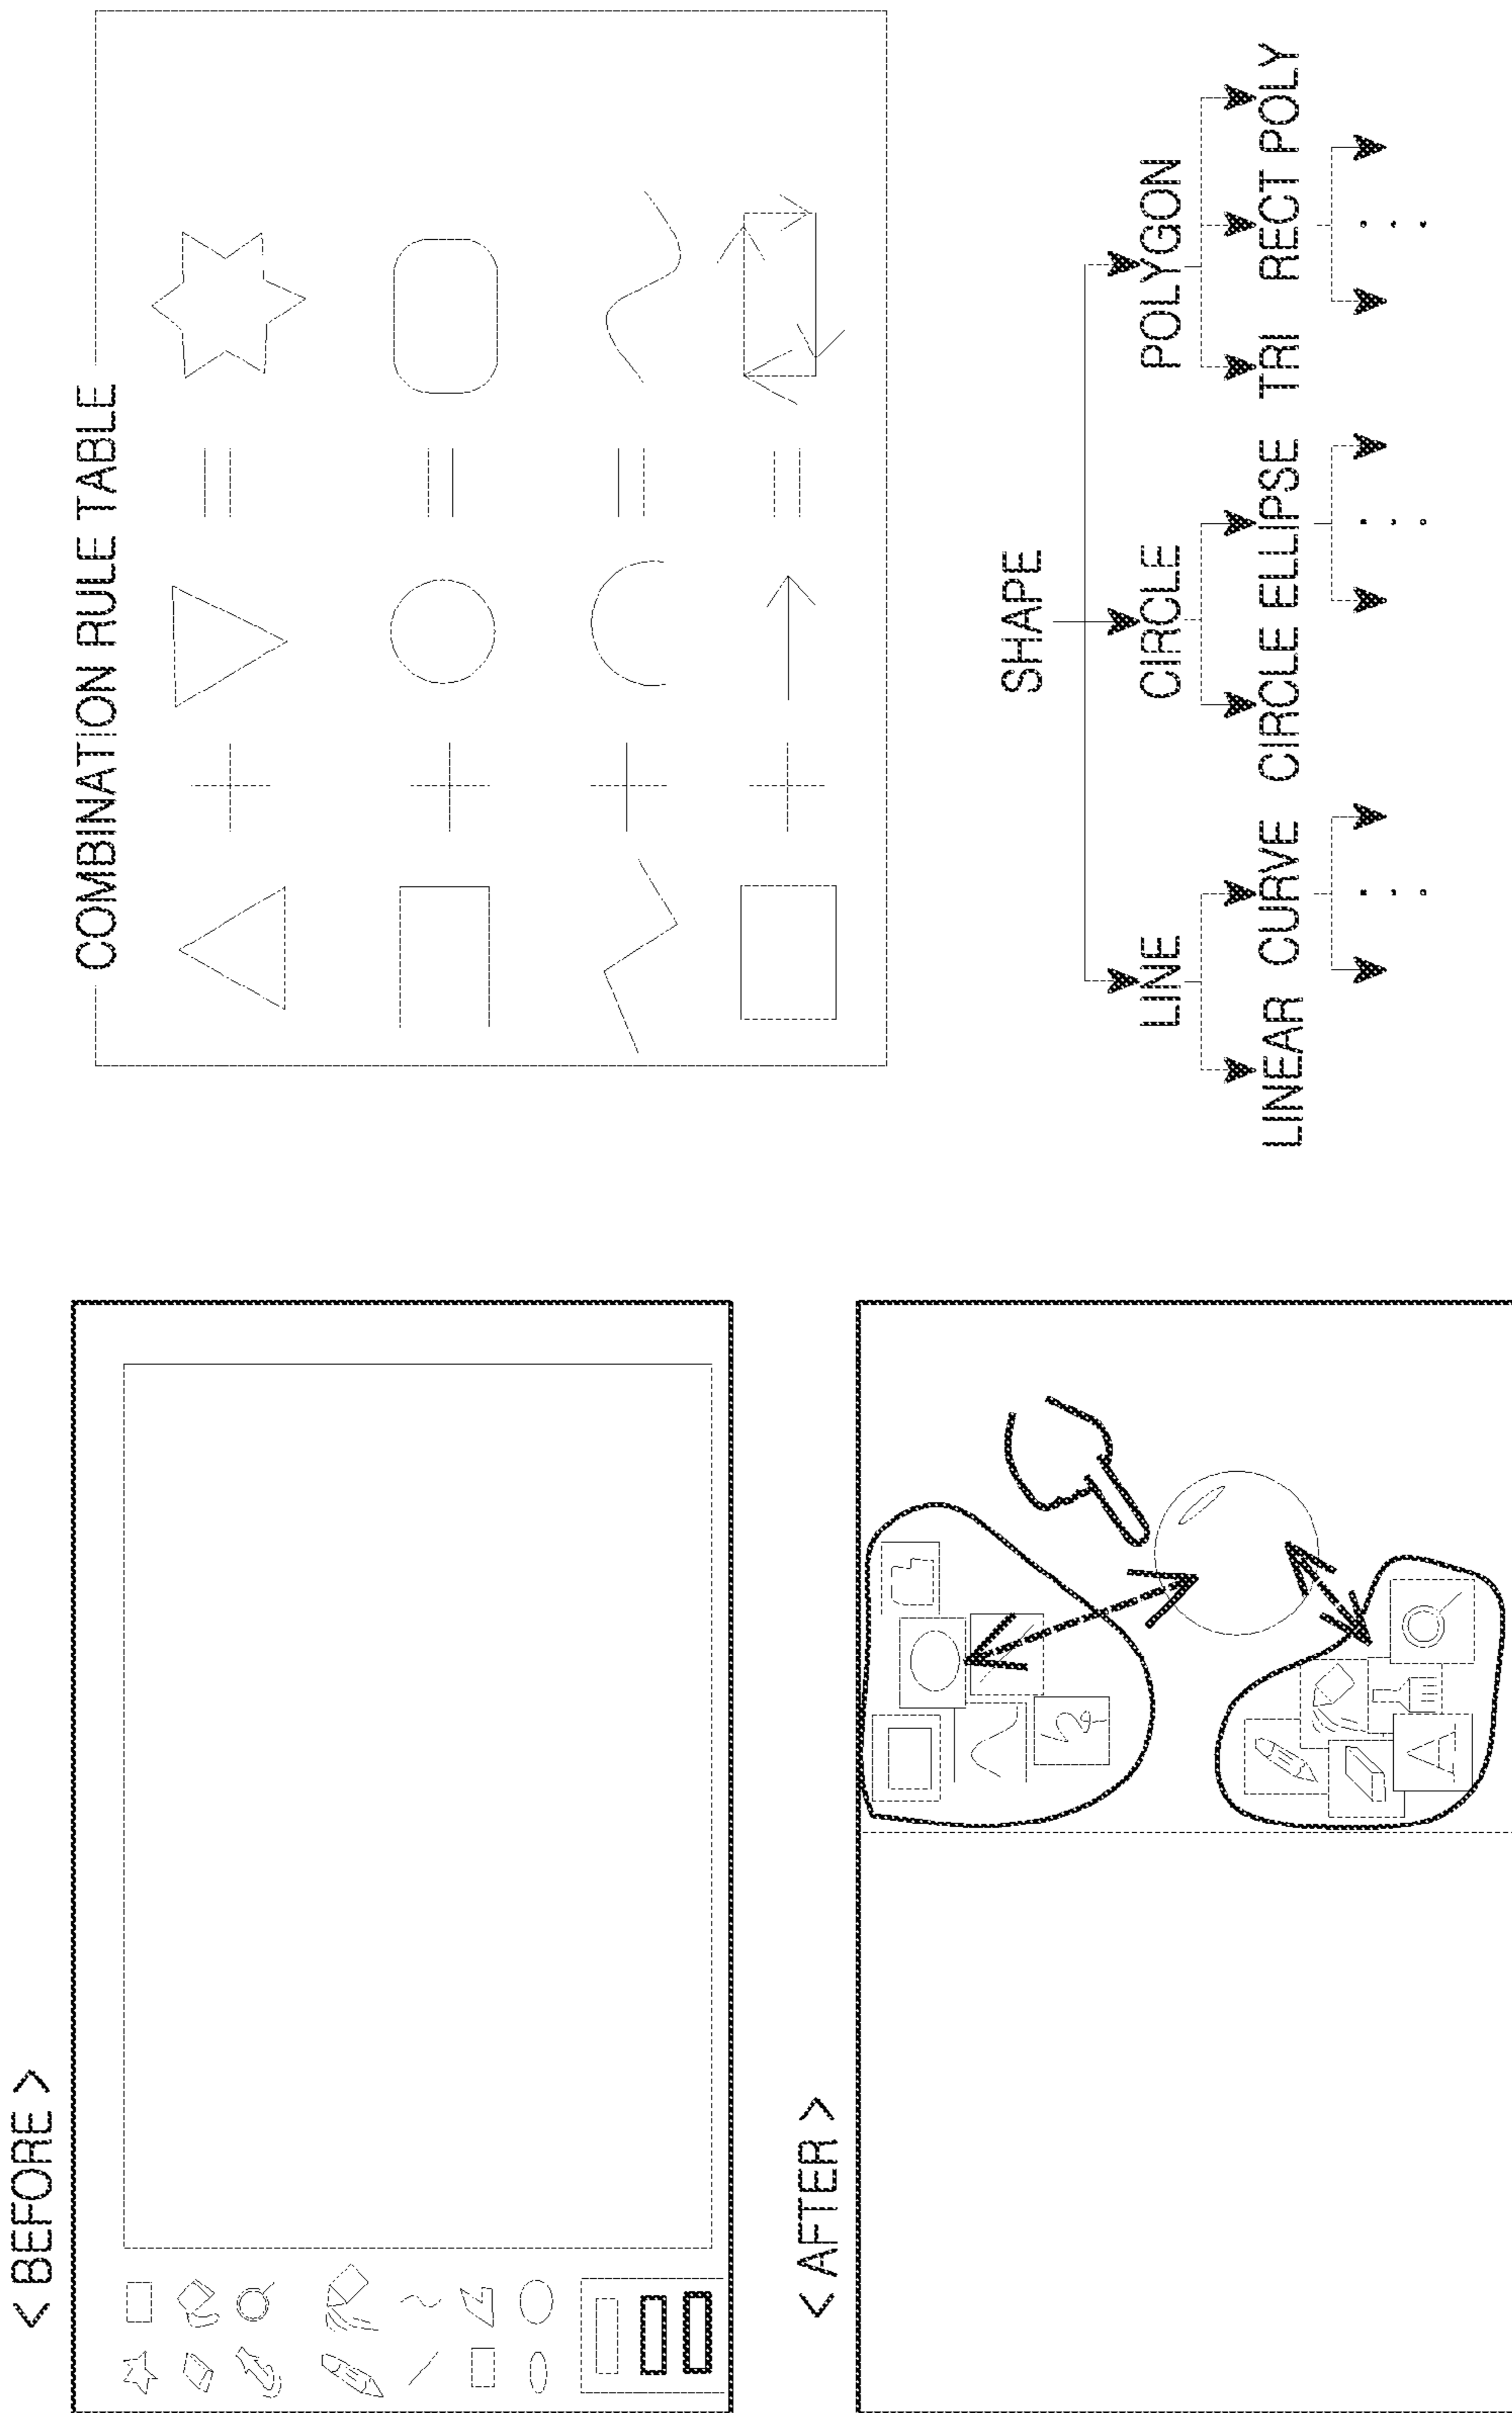 < BEFORE >
< AFTER >
A
COMBINATION RULE TABLE
SHAPE
LINE CIRCLE POLYGON
LINEAR CURVE CIRCLE ELLIPSE TRI RECT POLY